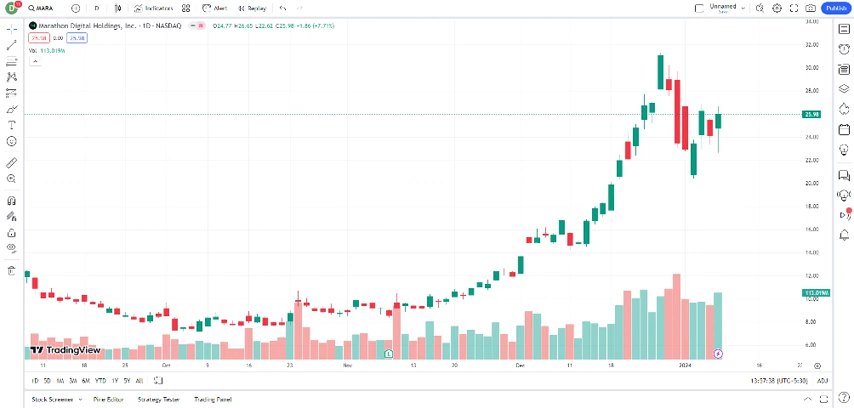 MARA D Indicators Alert Replay Unnamed Save Publish
Marathon Digital Holdings, Inc. · 1D · NASDAQ O24.77 H26.65 L22.62 C25.98 +1.86 (+7.71%)
25.98 0.00 25.98
Vol 113.019M
34.00
32.00
30.00
28.00
25.98
24.00
22.00
20.00
18.00
16.00
14.00
12.00
113.019M
10.00
8.00
6.00
TradingView
11 18 25 Oct 9 16 23 Nov 13 20 Dec 11 18 2024 16
1D 5D 1M 3M 6M YTD 1Y 5Y All 13:57:38 (UTC-5:30) ADJ
Stock Screener Pine Editor Strategy Tester Trading Panel